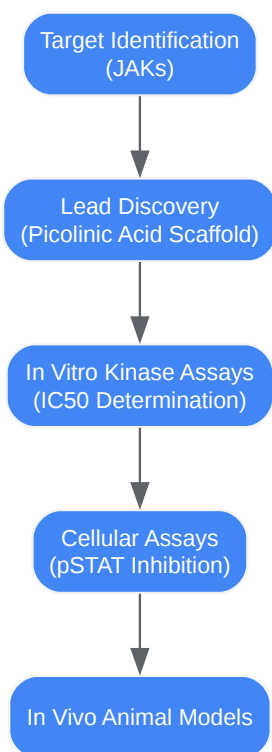 Target Identification
(JAKs)
Lead Discovery
(Picolinic Acid Scaffold)
In Vitro Kinase Assays
(IC50 Determination)
Cellular Assays
(pSTAT Inhibition)
In Vivo Animal Models